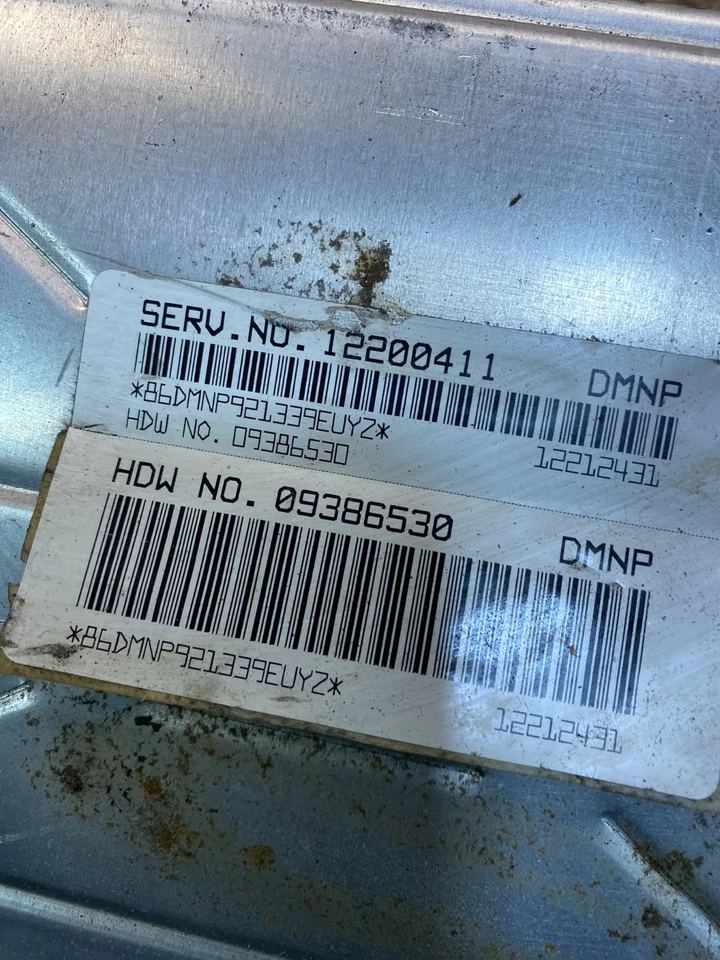 SERV.NO. 12200411
DMNP
*86DMNP921339EUYZ*
12212431
HDW NO. 09386530
HDW NO. 09386530
DMNP
*86DMNP921339EUYZ*
12212431